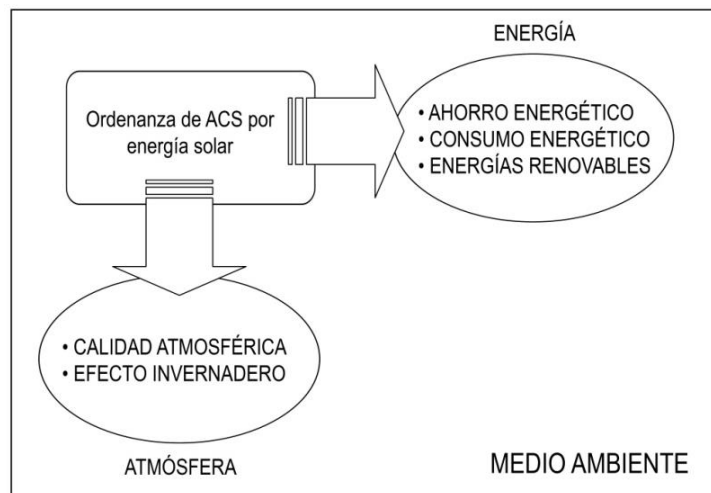 ENERGÍA
Ordenanza de ACS por
energía solar
• AHORRO ENERGÉTICO
• CONSUMO ENERGÉTICO
• ENERGÍAS RENOVABLES
• CALIDAD ATMOSFÉRICA
• EFECTO INVERNADERO
ATMÓSFERA
MEDIO AMBIENTE